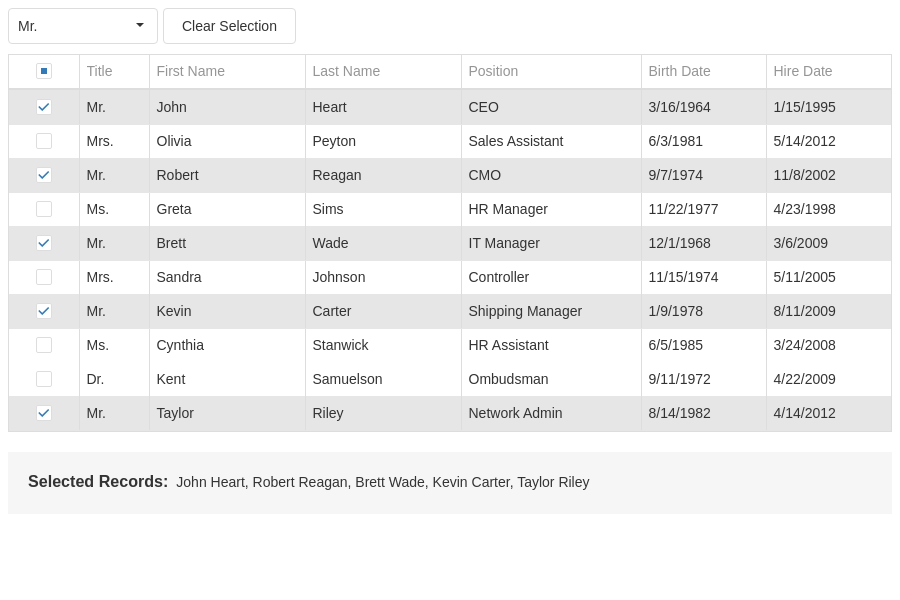 Mr. Clear Selection
Title First Name Last Name Position Birth Date Hire Date
Mr. John Heart CEO 3/16/1964 1/15/1995
Mrs. Olivia Peyton Sales Assistant 6/3/1981 5/14/2012
Mr. Robert Reagan CMO 9/7/1974 11/8/2002
Ms. Greta Sims HR Manager 11/22/1977 4/23/1998
Mr. Brett Wade IT Manager 12/1/1968 3/6/2009
Mrs. Sandra Johnson Controller 11/15/1974 5/11/2005
Mr. Kevin Carter Shipping Manager 1/9/1978 8/11/2009
Ms. Cynthia Stanwick HR Assistant 6/5/1985 3/24/2008
Dr. Kent Samuelson Ombudsman 9/11/1972 4/22/2009
Mr. Taylor Riley Network Admin 8/14/1982 4/14/2012
Selected Records: John Heart, Robert Reagan, Brett Wade, Kevin Carter, Taylor Riley